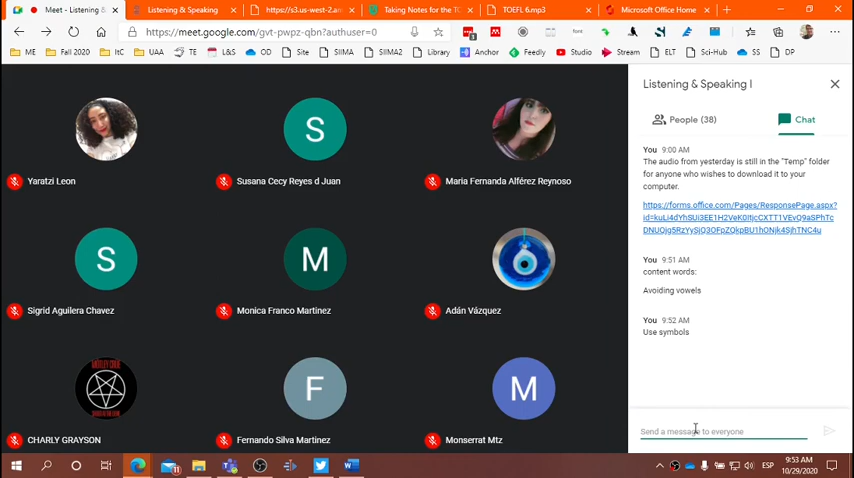 Meet - Listening &
Listening & Speaking
https://s3.us-west-2.am
Taking Notes for the TO
TOEFL 6.mp3
Microsoft Office Home
https://meet.google.com/gvt-pwpz-qbn?authuser=0
ME
Fall 2020
ItC
UAA
TE
L&S
OD
Site
SIIMA
SIIMA2
Library
Anchor
Feedly
Youtube
Stream
ELT
Sci-Hub
SS
DP
Listening & Speaking I
People (38)
Chat
You 9:00 AM
The audio from yesterday is still in the "Temp" folder
for anyone who wishes to download it to your
computer.
https://forms.office.com/Pages/ResponsePage.aspx?
You 9:51 AM
content words:
Avoiding vowels
You 9:52 AM
Use symbols
Send a message to everyone
Yaratzi Leon
Susana Cecy Reyes d Juan
Maria Fernanda Alférez Reynoso
S
S
M
Sigrid Aguilera Chavez
Monica Franco Martinez
Adán Vázquez
F
M
CHARLY GRAYSON
Fernando Silva Martinez
Monserrat Mtz
ESP
9:53 AM
10/29/2020